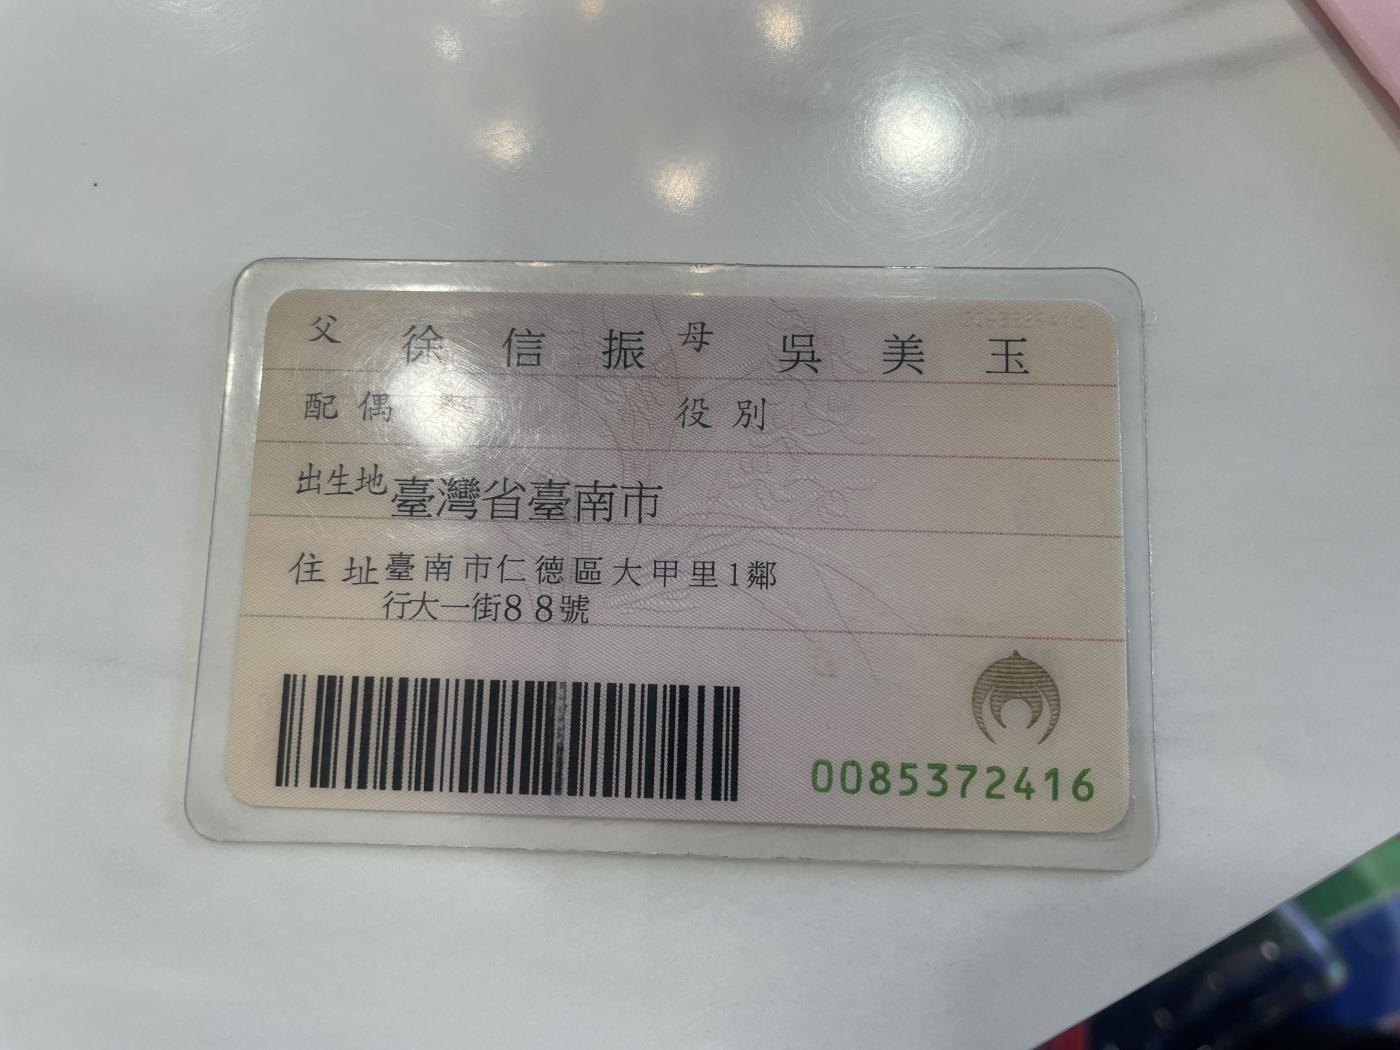 父 徐信振 母 吳美玉
配偶 役別
出生地 臺灣省臺南市
住址 臺南市仁德區大甲里1鄰
行大一街88號
0085372416